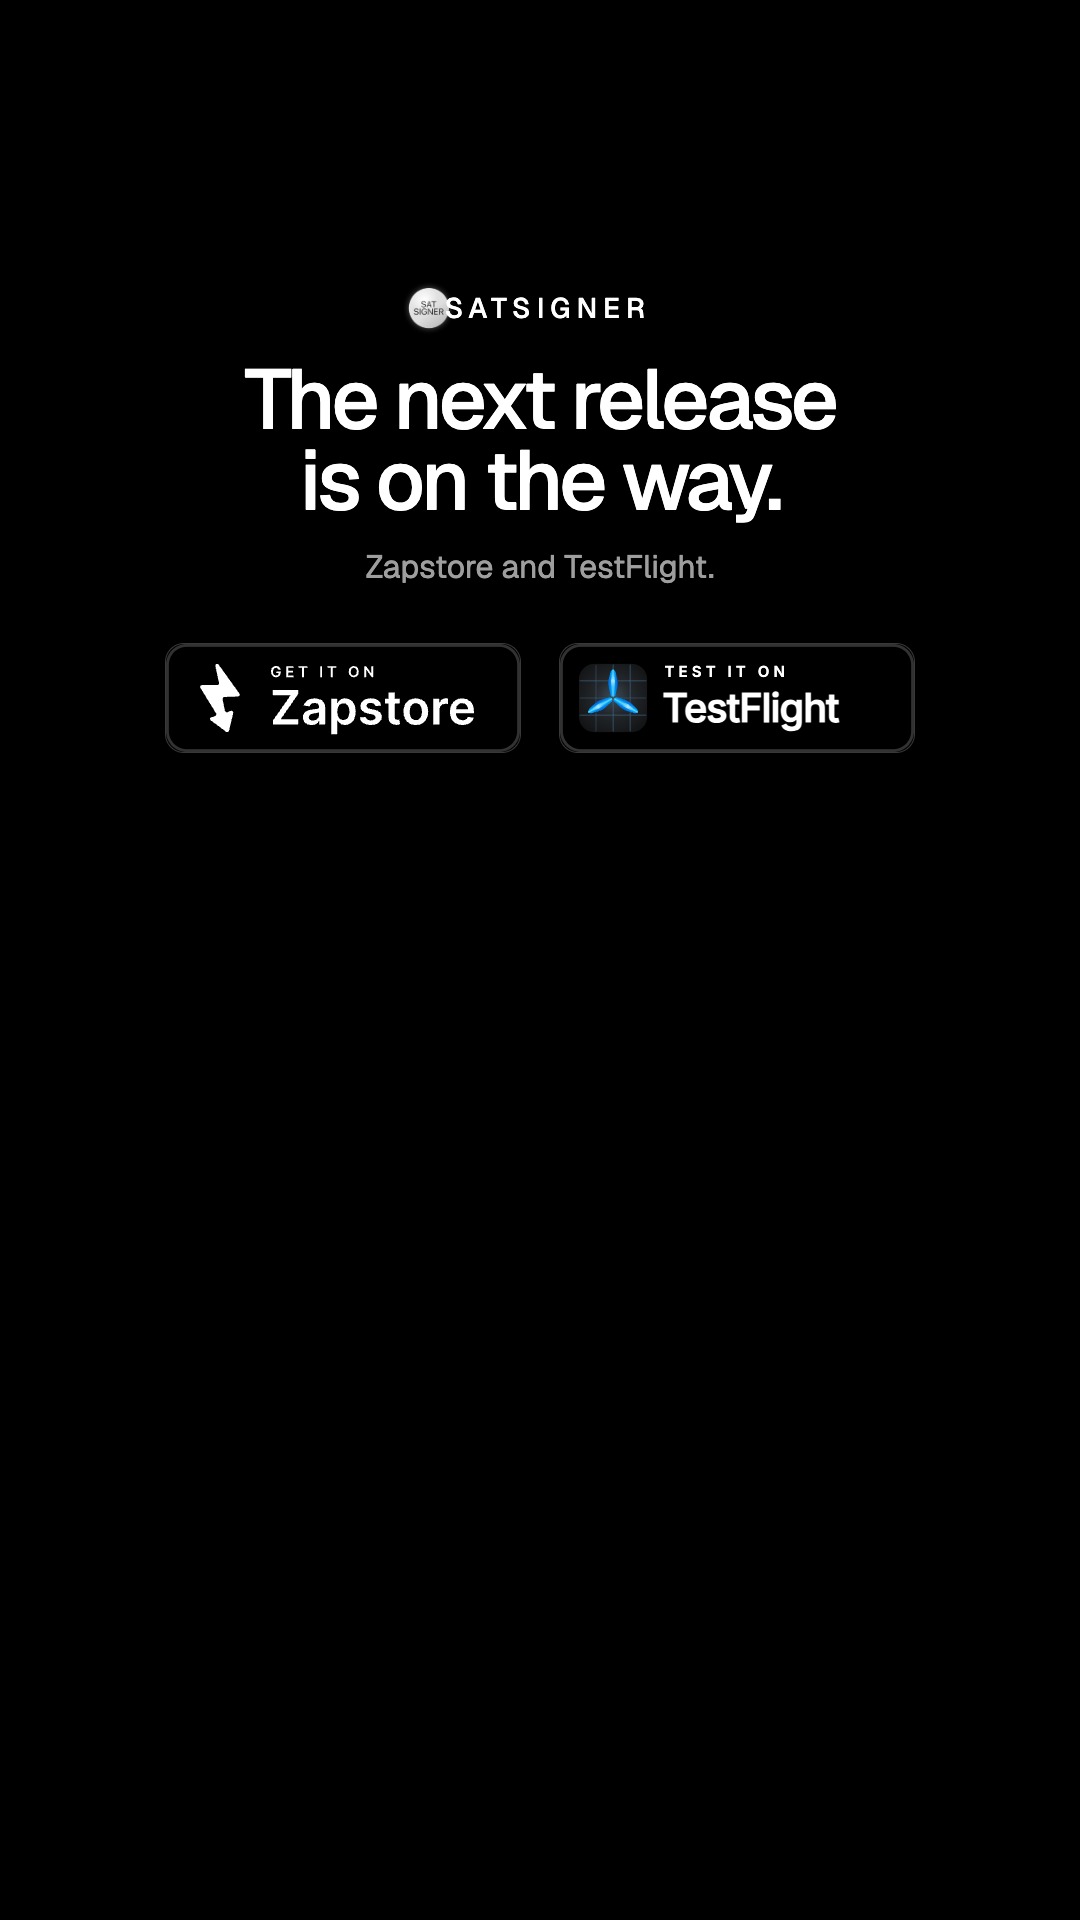 SAT
SIGNER
SATSIGNER
The next release
is on the way.
Zapstore and TestFlight.
GET IT ON
Zapstore
TEST IT ON
TestFlight